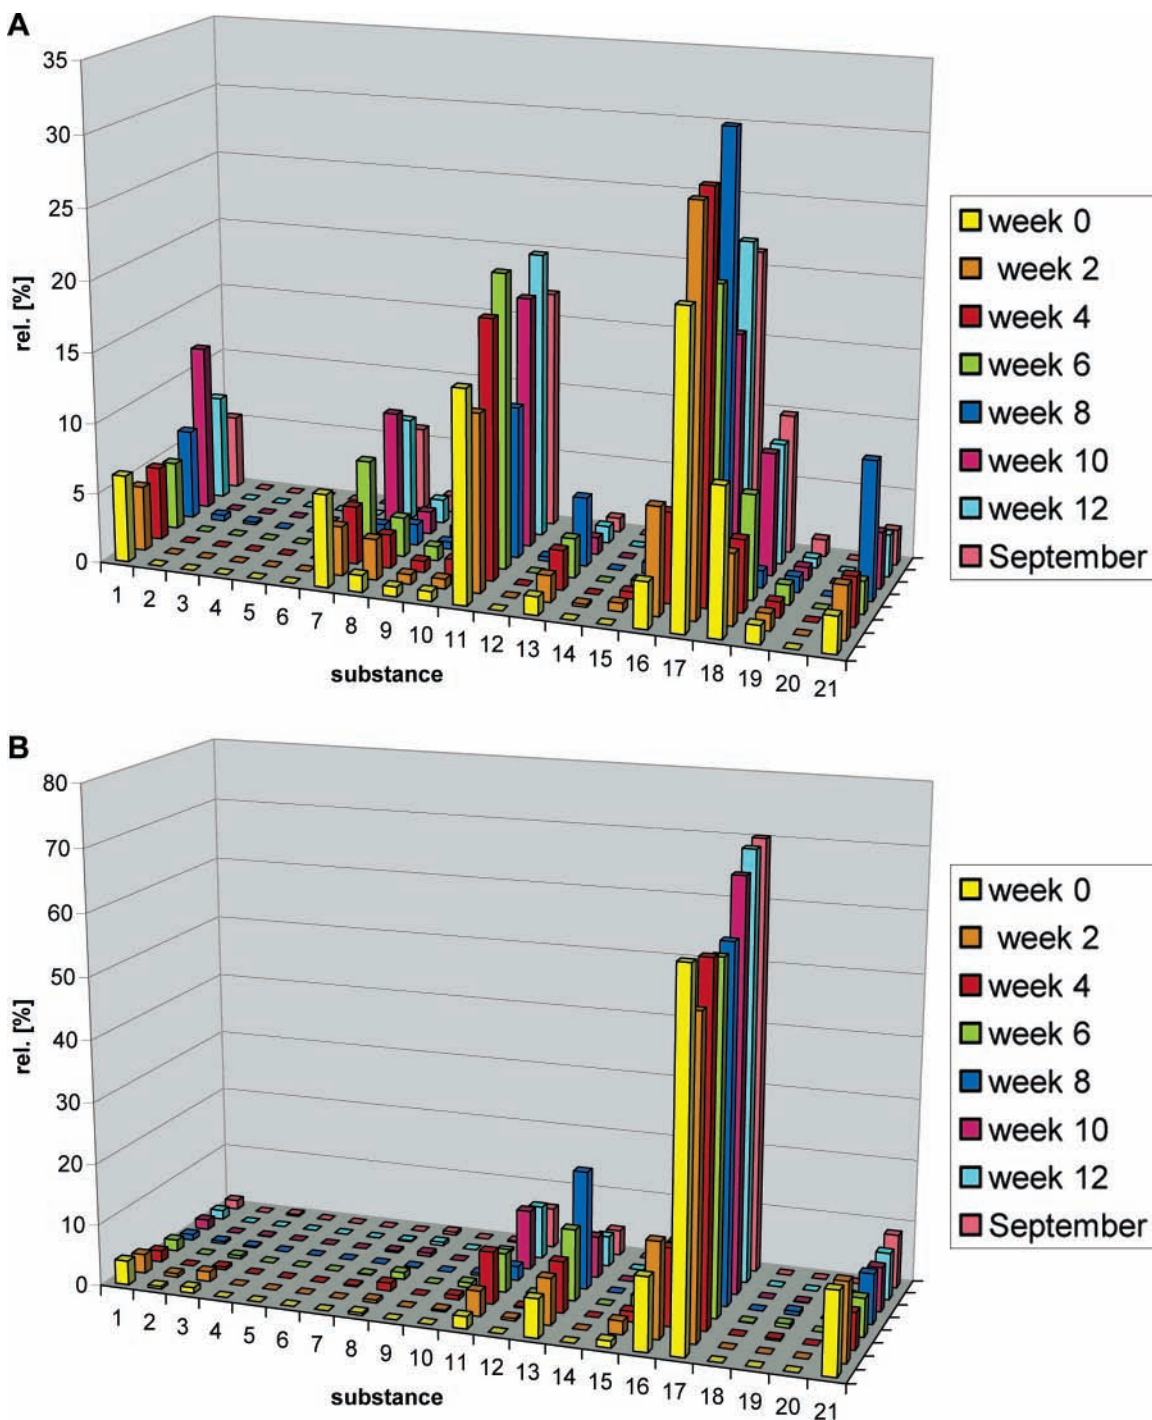 A
35
30
25
20
15
10
5
0
rel. [%]
1 2 3 4 5 6 7 8 9 10 11 12 13 14 15 16 17 18 19 20 21
substance
week 0
week 2
week 4
week 6
week 8
week 10
week 12
September
B
80
70
60
50
40
30
20
10
0
rel. [%]
1 2 3 4 5 6 7 8 9 10 11 12 13 14 15 16 17 18 19 20 21
substance
week 0
week 2
week 4
week 6
week 8
week 10
week 12
September